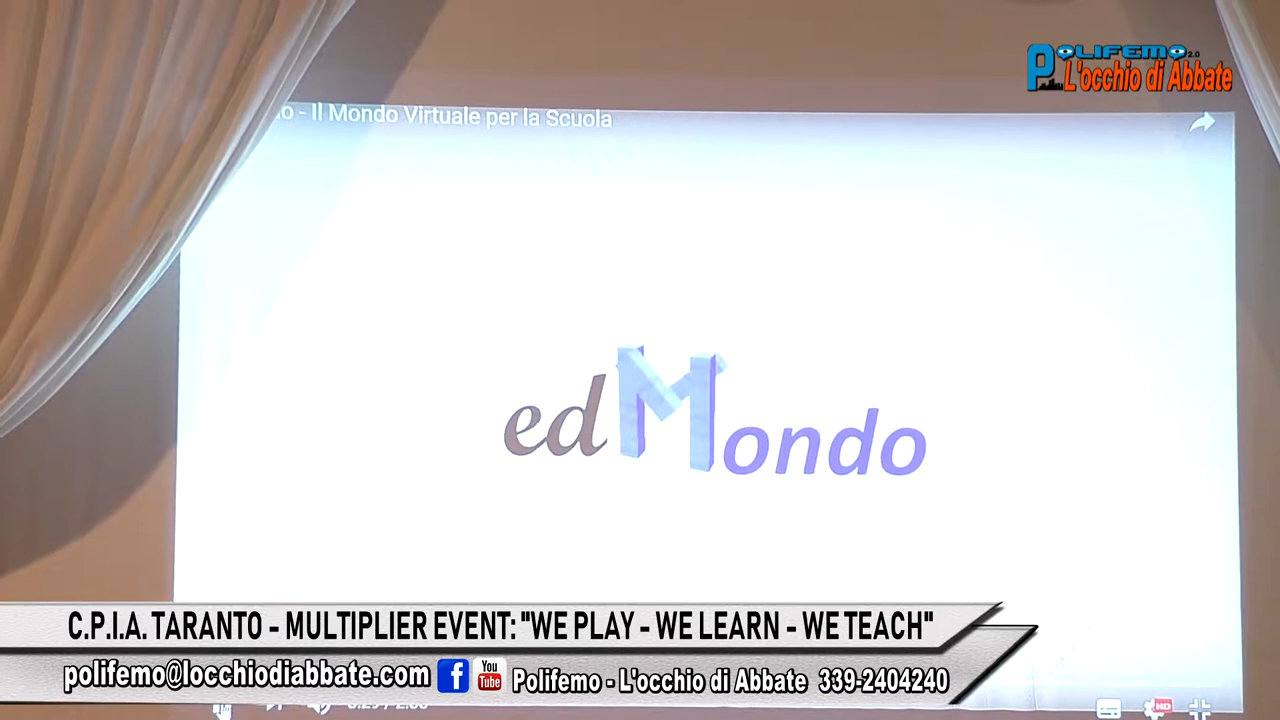 POLIFEMO 2.0
L'occhio di Abbate
o - Il Mondo Virtuale per la Scuola
edMondo
C.P.I.A. TARANTO - MULTIPLIER EVENT: "WE PLAY - WE LEARN - WE TEACH"
polifemo@locchiodiabbate.com f You Tube Polifemo - L'occhio di Abbate 339-2404240
HD